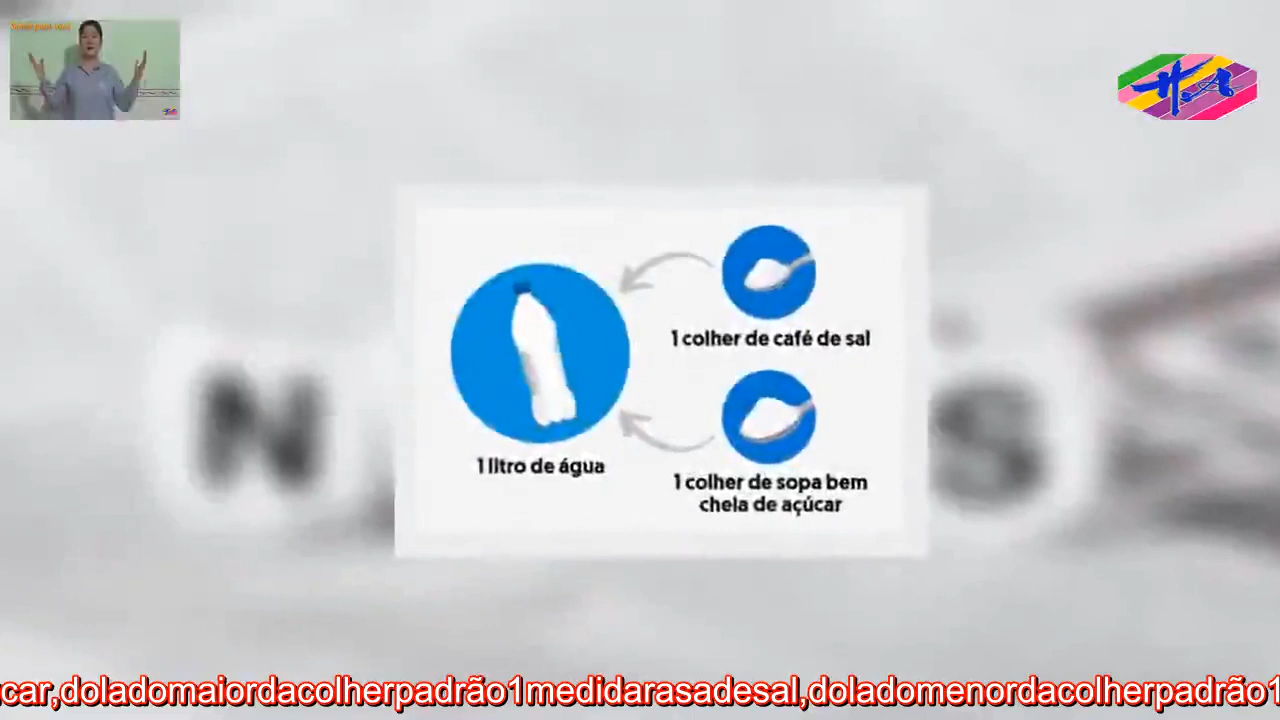 1 litro de água
1 colher de café de sal
1 colher de sopa bem
cheia de açúcar
N
S
car,doladomaiordacolherpadrão1medidarasadesal,doladomenordacolherpadrão1